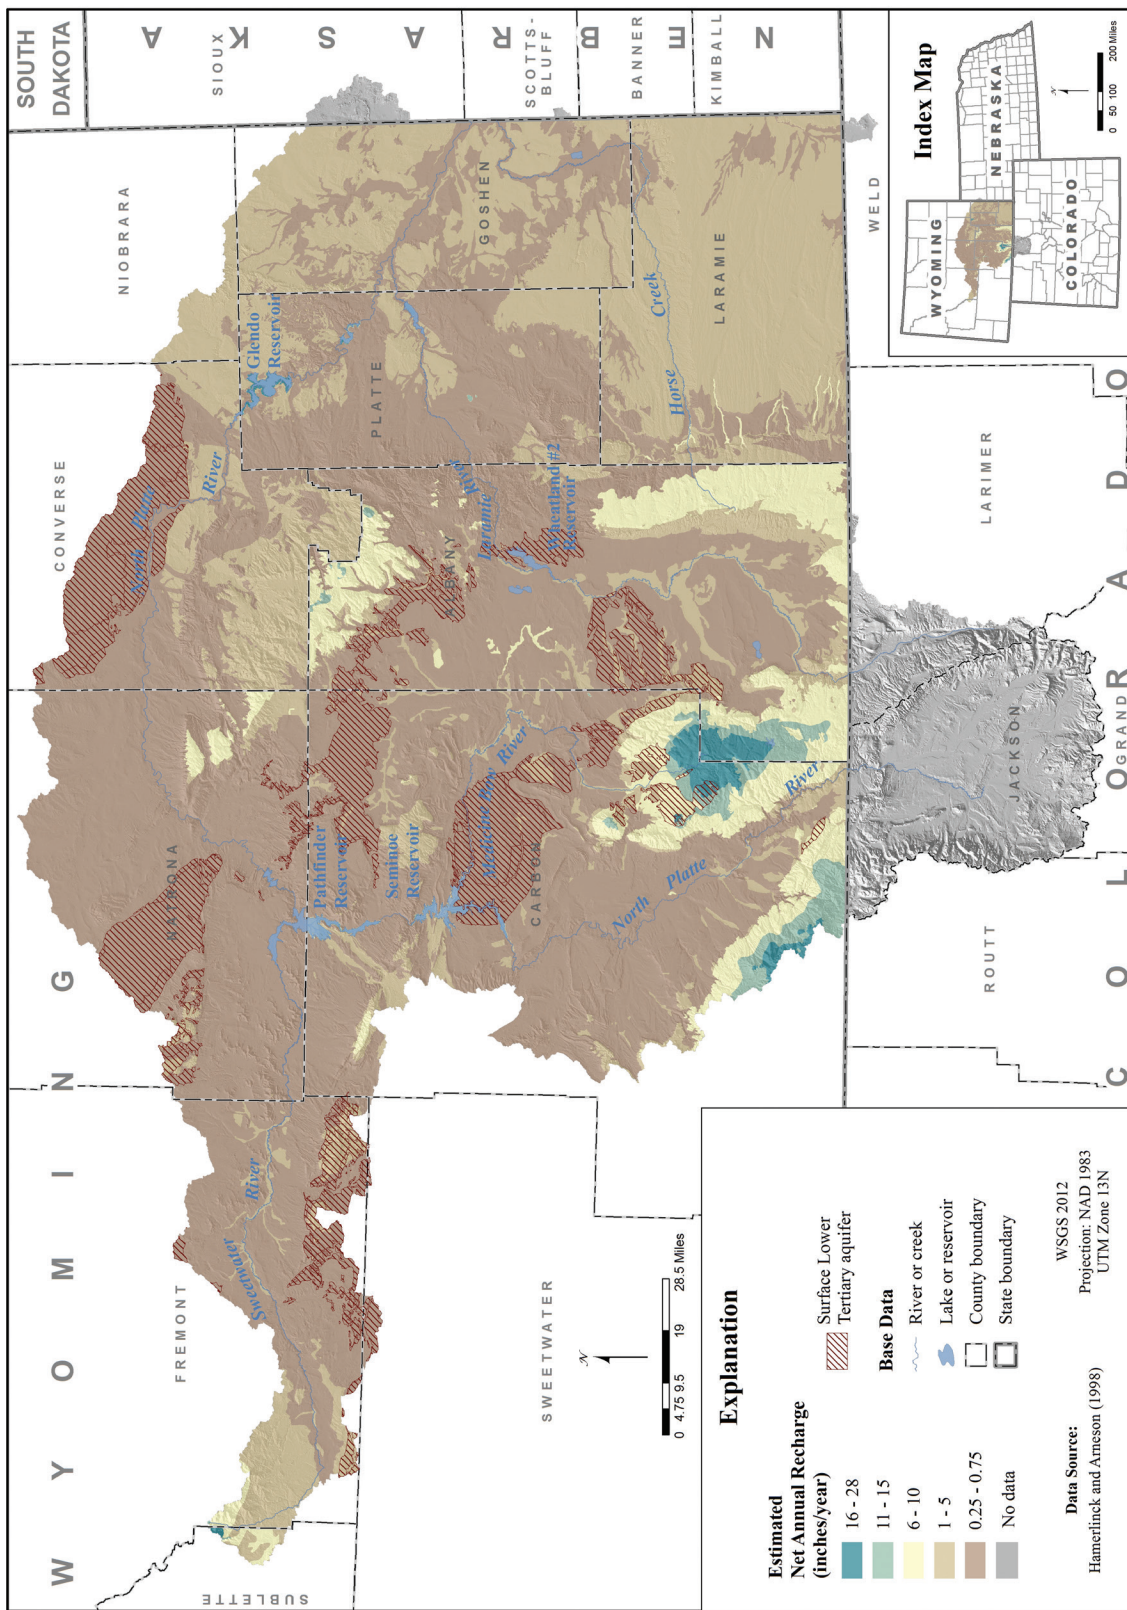 SOUTH
DAKOTA
WYOMING
NEBRASKA
COLORADO
NIOBRARA
SIOUX
CONVERSE
NATRONA
FREMONT
SUBLETTE
SWEETWATER
CARBON
ALBANY
PLATTE
GOSHEN
LARAMIE
SCOTTS-
BLUFF
BANNER
KIMBALL
WELD
LARIMER
JACKSON
GRAND
ROUTT
North Platte
River
Glendo
Reservoir
Laramie
River
Wheatland #2
Reservoir
Horse
Creek
Pathfinder
Reservoir
Seminoe
Reservoir
Medicine Bow
River
North
Platte
River
Sweetwater
River
N
0 4.75 9.5 19 28.5 Miles
Index Map
WYOMING
NEBRASKA
COLORADO
N
0 50 100 200 Miles
Explanation
Estimated
Net Annual Recharge
(inches/year)
16 - 28
11 - 15
6 - 10
1 - 5
0.25 - 0.75
No data
Surface Lower
Tertiary aquifer
Base Data
River or creek
Lake or reservoir
County boundary
State boundary
Data Source:
Hamerlinck and Arneson (1998)
WSGS 2012
Projection: NAD 1983
UTM Zone 13N